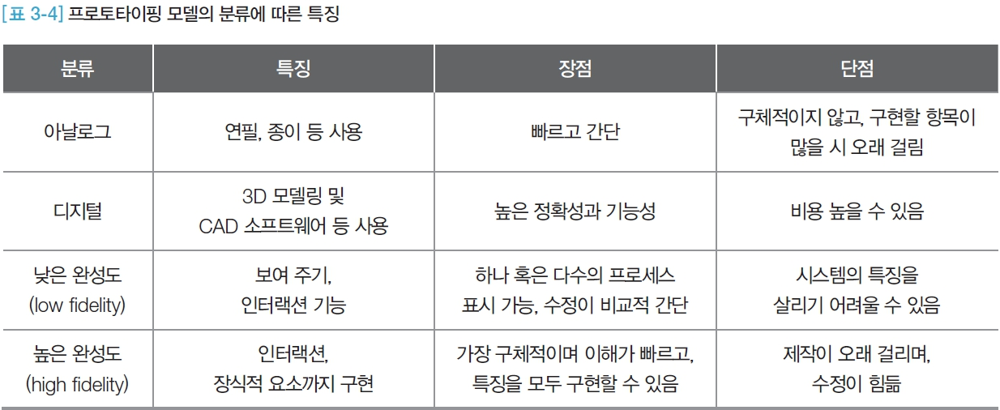 [표 3-4] 프로토타이핑 모델의 분류에 따른 특징
분류 특징 장점 단점
아날로그 연필, 종이 등 사용 빠르고 간단 구체적이지 않고, 구현할 항목이
많을 시 오래 걸림
디지털 3D 모델링 및
CAD 소프트웨어 등 사용 높은 정확성과 기능성 비용 높을 수 있음
낮은 완성도
(low fidelity) 보여 주기,
인터랙션 기능 하나 혹은 다수의 프로세스
표시 가능, 수정이 비교적 간단 시스템의 특징을
살리기 어려울 수 있음
높은 완성도
(high fidelity) 인터랙션,
장식적 요소까지 구현 가장 구체적이며 이해가 빠르고,
특징을 모두 구현할 수 있음 제작이 오래 걸리며,
수정이 힘듦